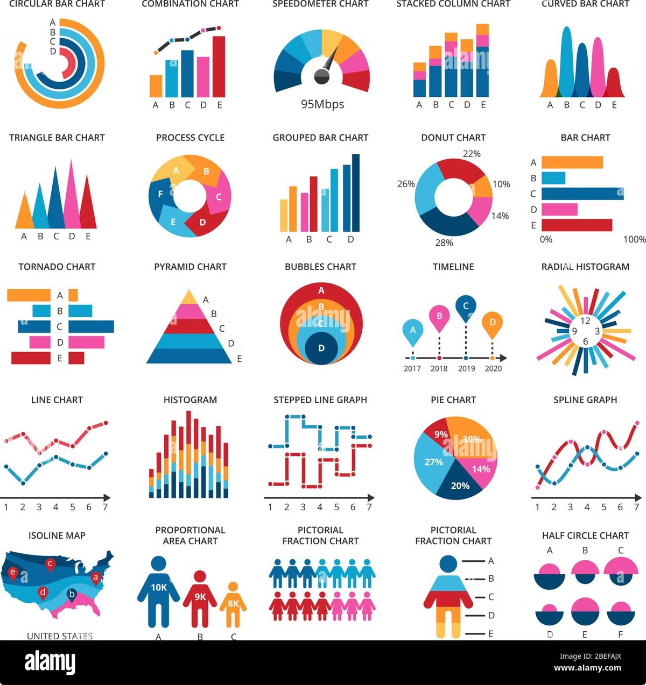 CIRCULAR BAR CHART
COMBINATION CHART
SPEEDOMETER CHART
STACKED COLUMN CHART
CURVED BAR CHART
A
B
C
D
95Mbps
A B C D E
A B C D E
A B C D E
TRIANGLE BAR CHART
PROCESS CYCLE
GROUPED BAR CHART
DONUT CHART
BAR CHART
A B C D E
A
B
C
D
E
F
A B C D
22%
10%
14%
28%
26%
A
B
C
D
E
0% 100%
TORNADO CHART
PYRAMID CHART
BUBBLES CHART
TIMELINE
RADIAL HISTOGRAM
A
B
C
D
E
A
B
C
D
E
A
B
C
D
A B C D
2017 2018 2019 2020
12
9 3
6
LINE CHART
HISTOGRAM
STEPPED LINE GRAPH
PIE CHART
SPLINE GRAPH
1 2 3 4 5 6 7
1 2 3 4 5 6 7
9%
30%
27%
14%
20%
1 2 3 4 5 6 7
ISOLINE MAP
PROPORTIONAL
AREA CHART
PICTORIAL
FRACTION CHART
PICTORIAL
FRACTION CHART
HALF CIRCLE CHART
c
e
a
d
b
UNITED STATES
10K
9K
8K
A B C
A
B
C
D
E
A B C
D E F
alamy
Image ID: 2BEFAJX
www.alamy.com